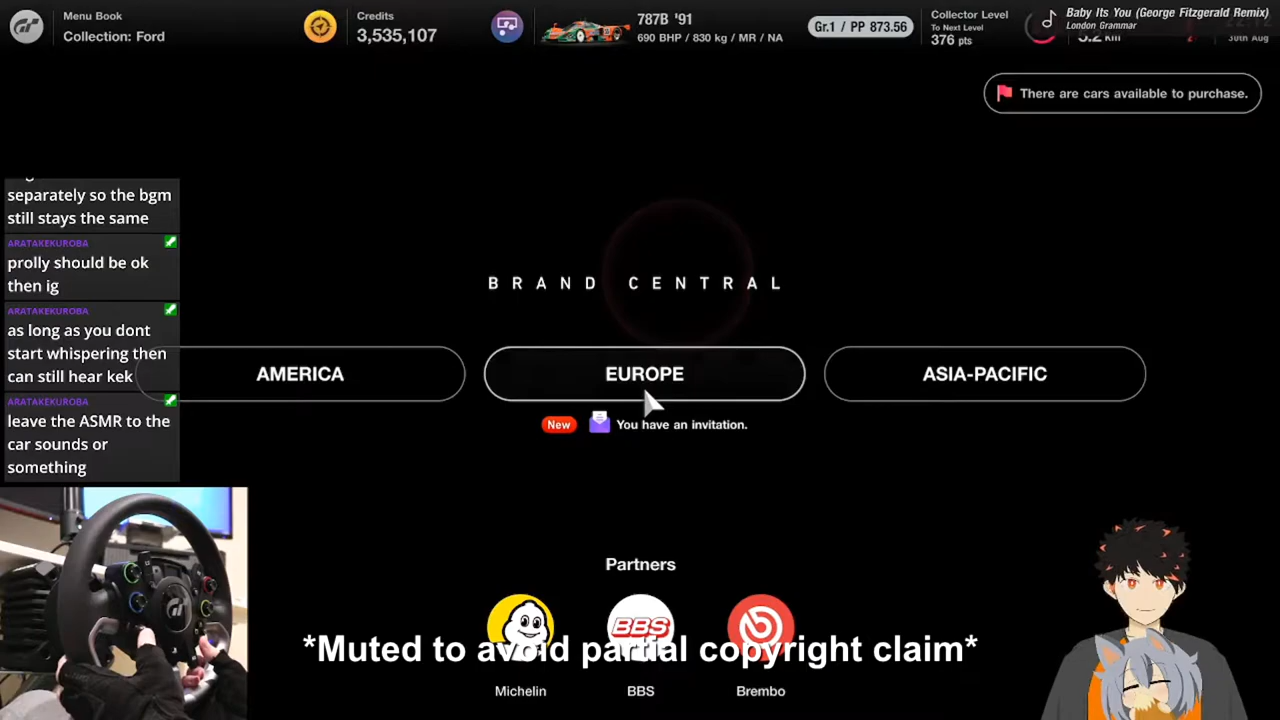 Menu Book
Collection: Ford
Credits
3,535,107
787B '91
690 BHP / 830 kg / MR / NA
Gr.1 / PP 873.56
Collector Level
To Next Level
376 pts
Baby Its You (George Fitzgerald Remix)
London Grammar
30th Aug
There are cars available to purchase.
separately so the bgm
still stays the same
ARATAKEKUROBA
prolly should be ok
then ig
ARATAKEKUROBA
as long as you dont
start whispering then
can still hear kek
ARATAKEKUROBA
leave the ASMR to the
car sounds or
something
BRAND CENTRAL
AMERICA
EUROPE
ASIA-PACIFIC
New
You have an invitation.
Partners
BBS
*Muted to avoid partial copyright claim*
Michelin
BBS
Brembo